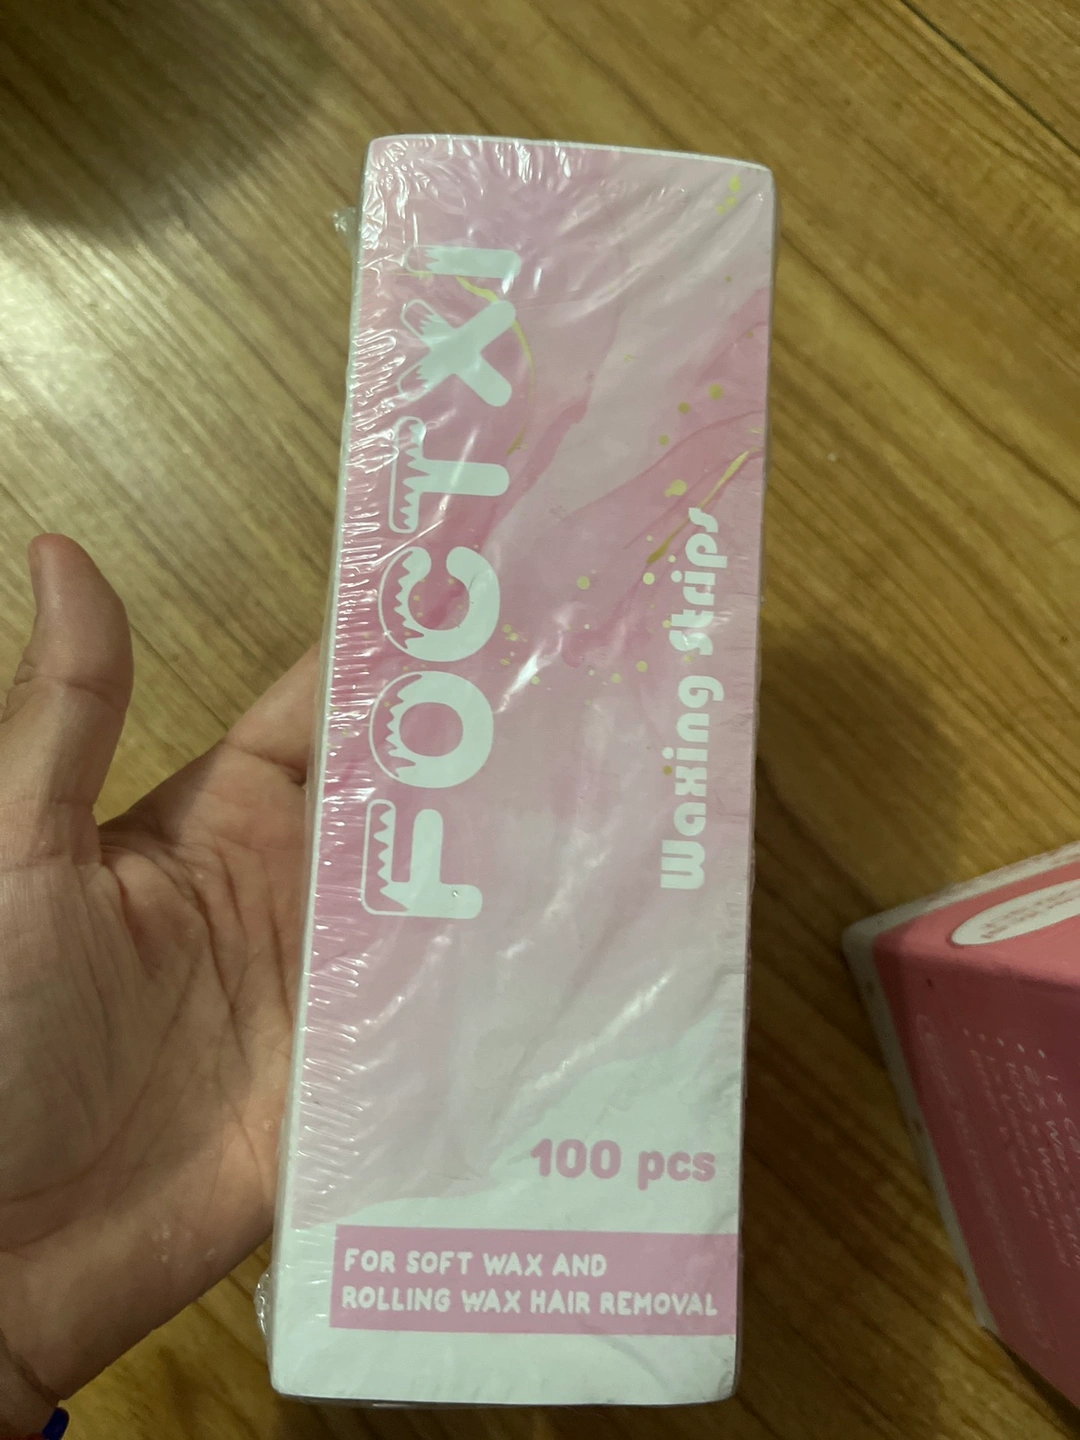 FOCTXI
Waxing Strips
100 pcs
FOR SOFT WAX AND
ROLLING WAX HAIR REMOVAL